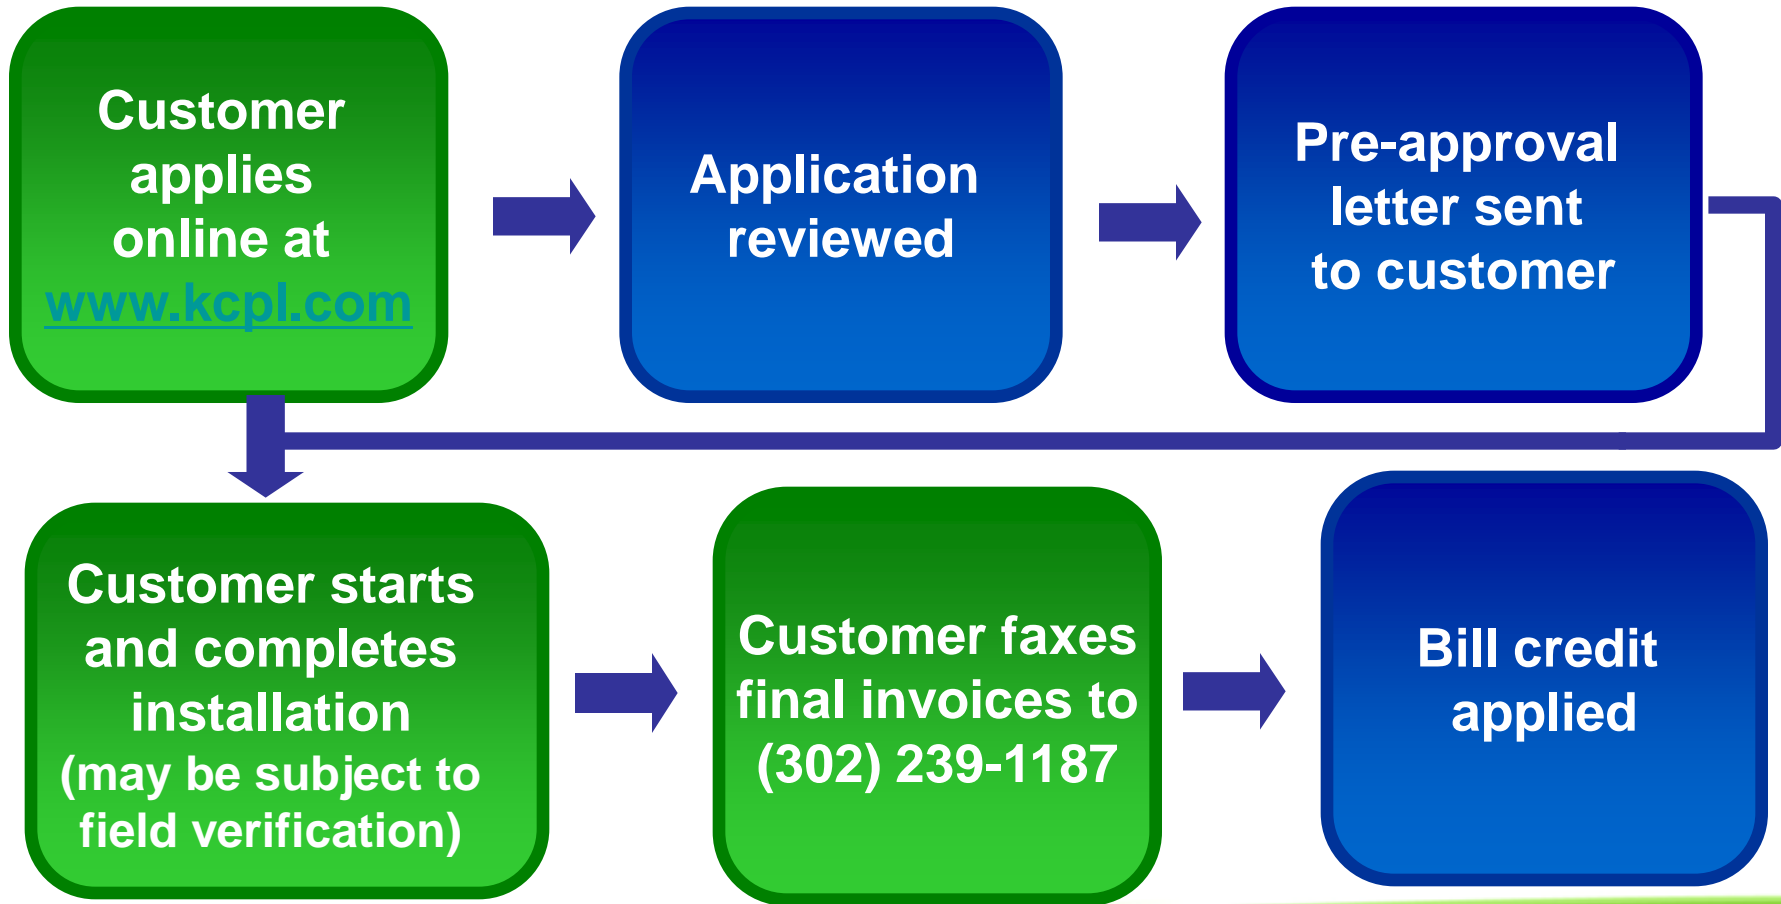 Customer
applies
online at
www.kcpl.com
Application
reviewed
Pre-approval
letter sent
to customer
Customer starts
and completes
installation
(may be subject to
field verification)
Customer faxes
final invoices to
(302) 239-1187
Bill credit
applied